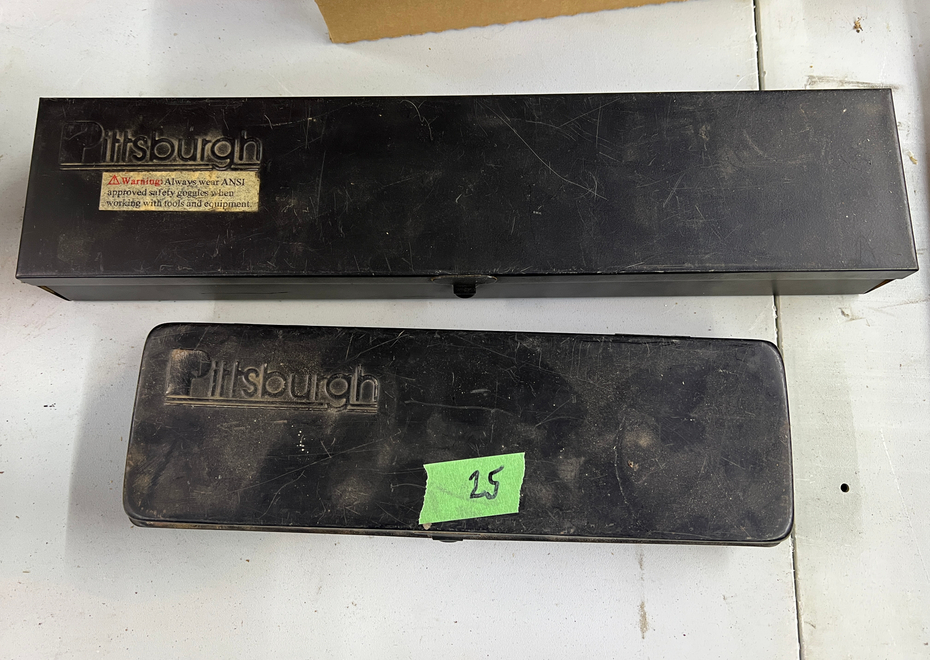 Pittsburgh
⚠Warning: Always wear ANSI
approved safety goggles when
working with tools and equipment.
Pittsburgh
25